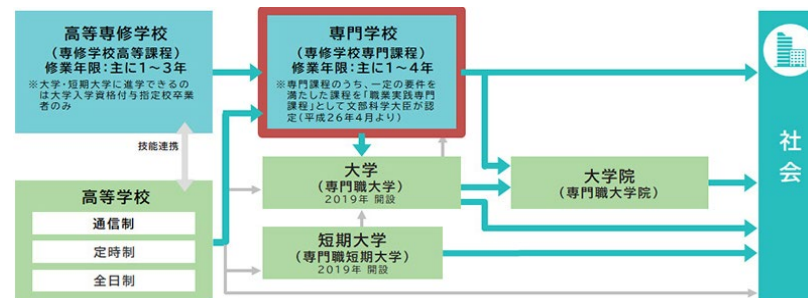 高等専修学校
(専修学校高等課程)
修業年限:主に1~3年
※大学・短期大学に進学できるの
は大学入学資格付与指定校卒業
者のみ
技能連携
高等学校
通信制
定時制
全日制
専門学校
(専修学校専門課程)
修業年限:主に1~4年
※専門課程のうち、一定の要件を
満たした課程を「職業実践専門
課程」として文部科学大臣が認
定(平成26年4月より)
大学
(専門職大学)
2019年 開設
短期大学
(専門職短期大学)
2019年 開設
大学院
(専門職大学院)
社会